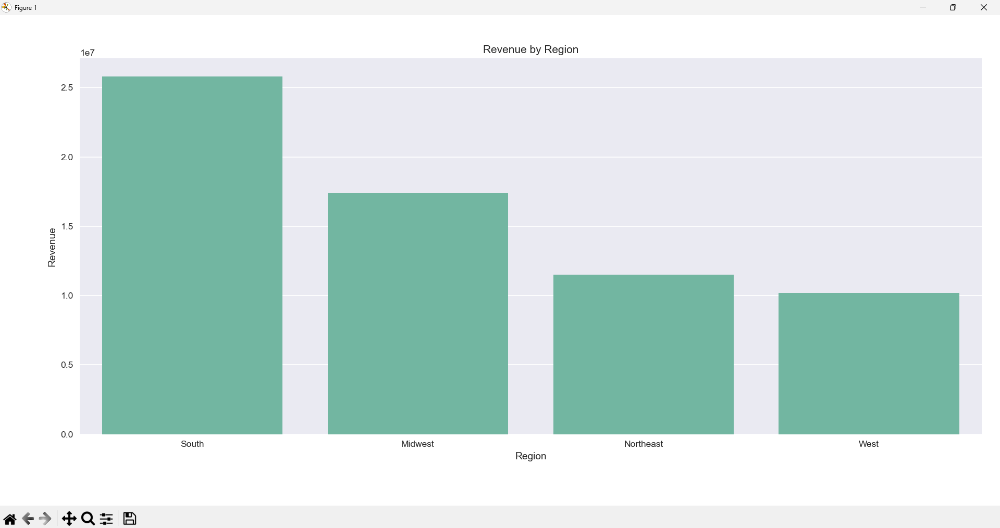 Figure 1
Revenue by Region
1e7
2.5
2.0
1.5
1.0
0.5
0.0
Revenue
South Midwest Northeast West
Region